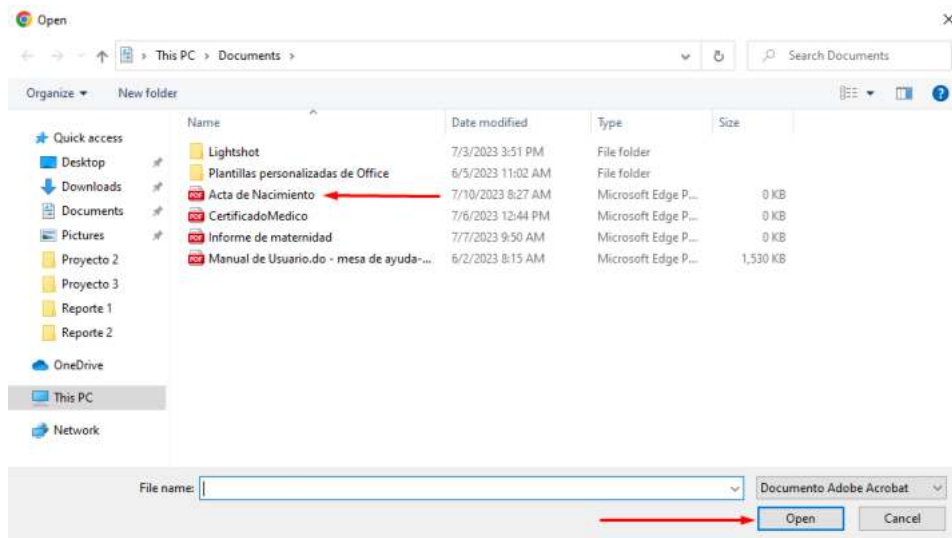 Open
This PC > Documents >
Search Documents
Organize
New folder
Name Date modified Type Size
Quick access
Desktop
Downloads
Documents
Pictures
Proyecto 2
Proyecto 3
Reporte 1
Reporte 2
OneDrive
This PC
Network
Lightshot 7/3/2023 3:51 PM File folder
Plantillas personalizadas de Office 6/5/2023 11:02 AM File folder
PDF Acta de Nacimiento 7/10/2023 8:27 AM Microsoft Edge P... 0 KB
PDF CertificadoMedico 7/6/2023 12:44 PM Microsoft Edge P... 0 KB
PDF Informe de maternidad 7/7/2023 9:50 AM Microsoft Edge P... 0 KB
PDF Manual de Usuario.do - mesa de ayuda-... 6/2/2023 8:15 AM Microsoft Edge P... 1,530 KB
File name:
Documento Adobe Acrobat
Open Cancel